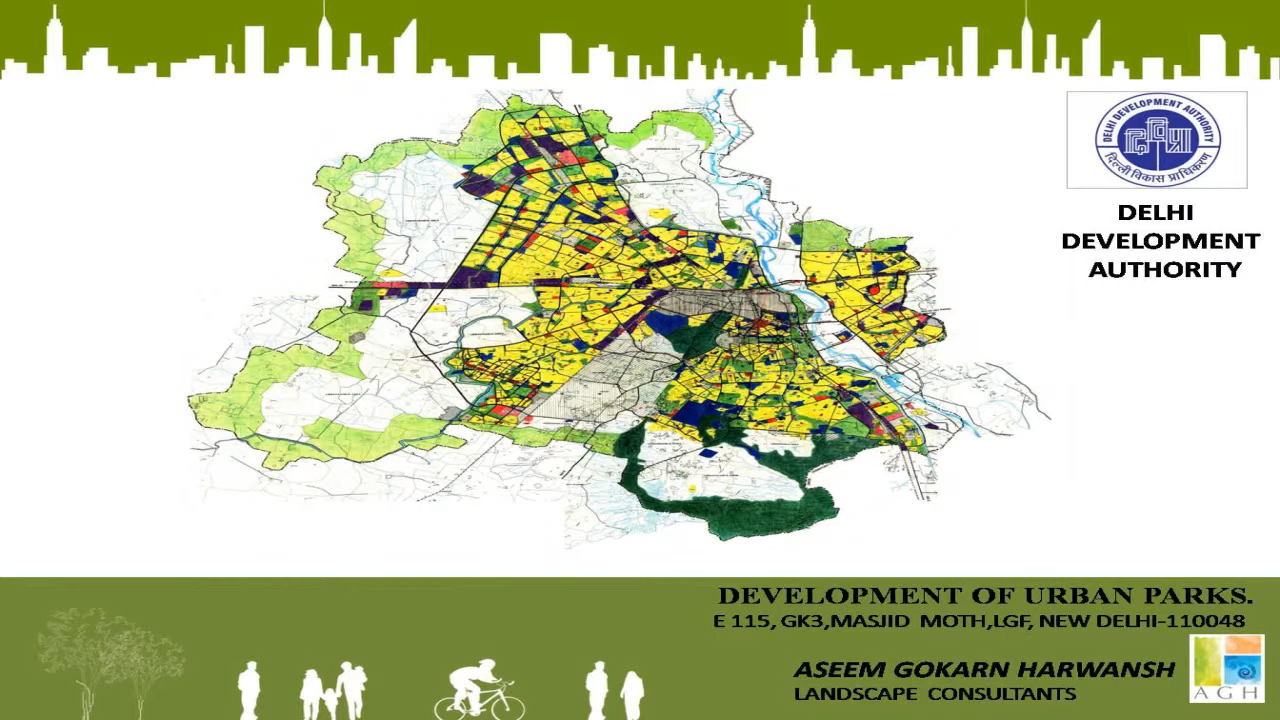 DELHI DEVELOPMENT AUTHORITY
दिल्ली विकास प्राधिकरण
DELHI
DEVELOPMENT
AUTHORITY
DEVELOPMENT OF URBAN PARKS.
E 115, GK3,MASJID MOTH,LGF, NEW DELHI-110048
ASEEM GOKARN HARWANSH
LANDSCAPE CONSULTANTS
A G H